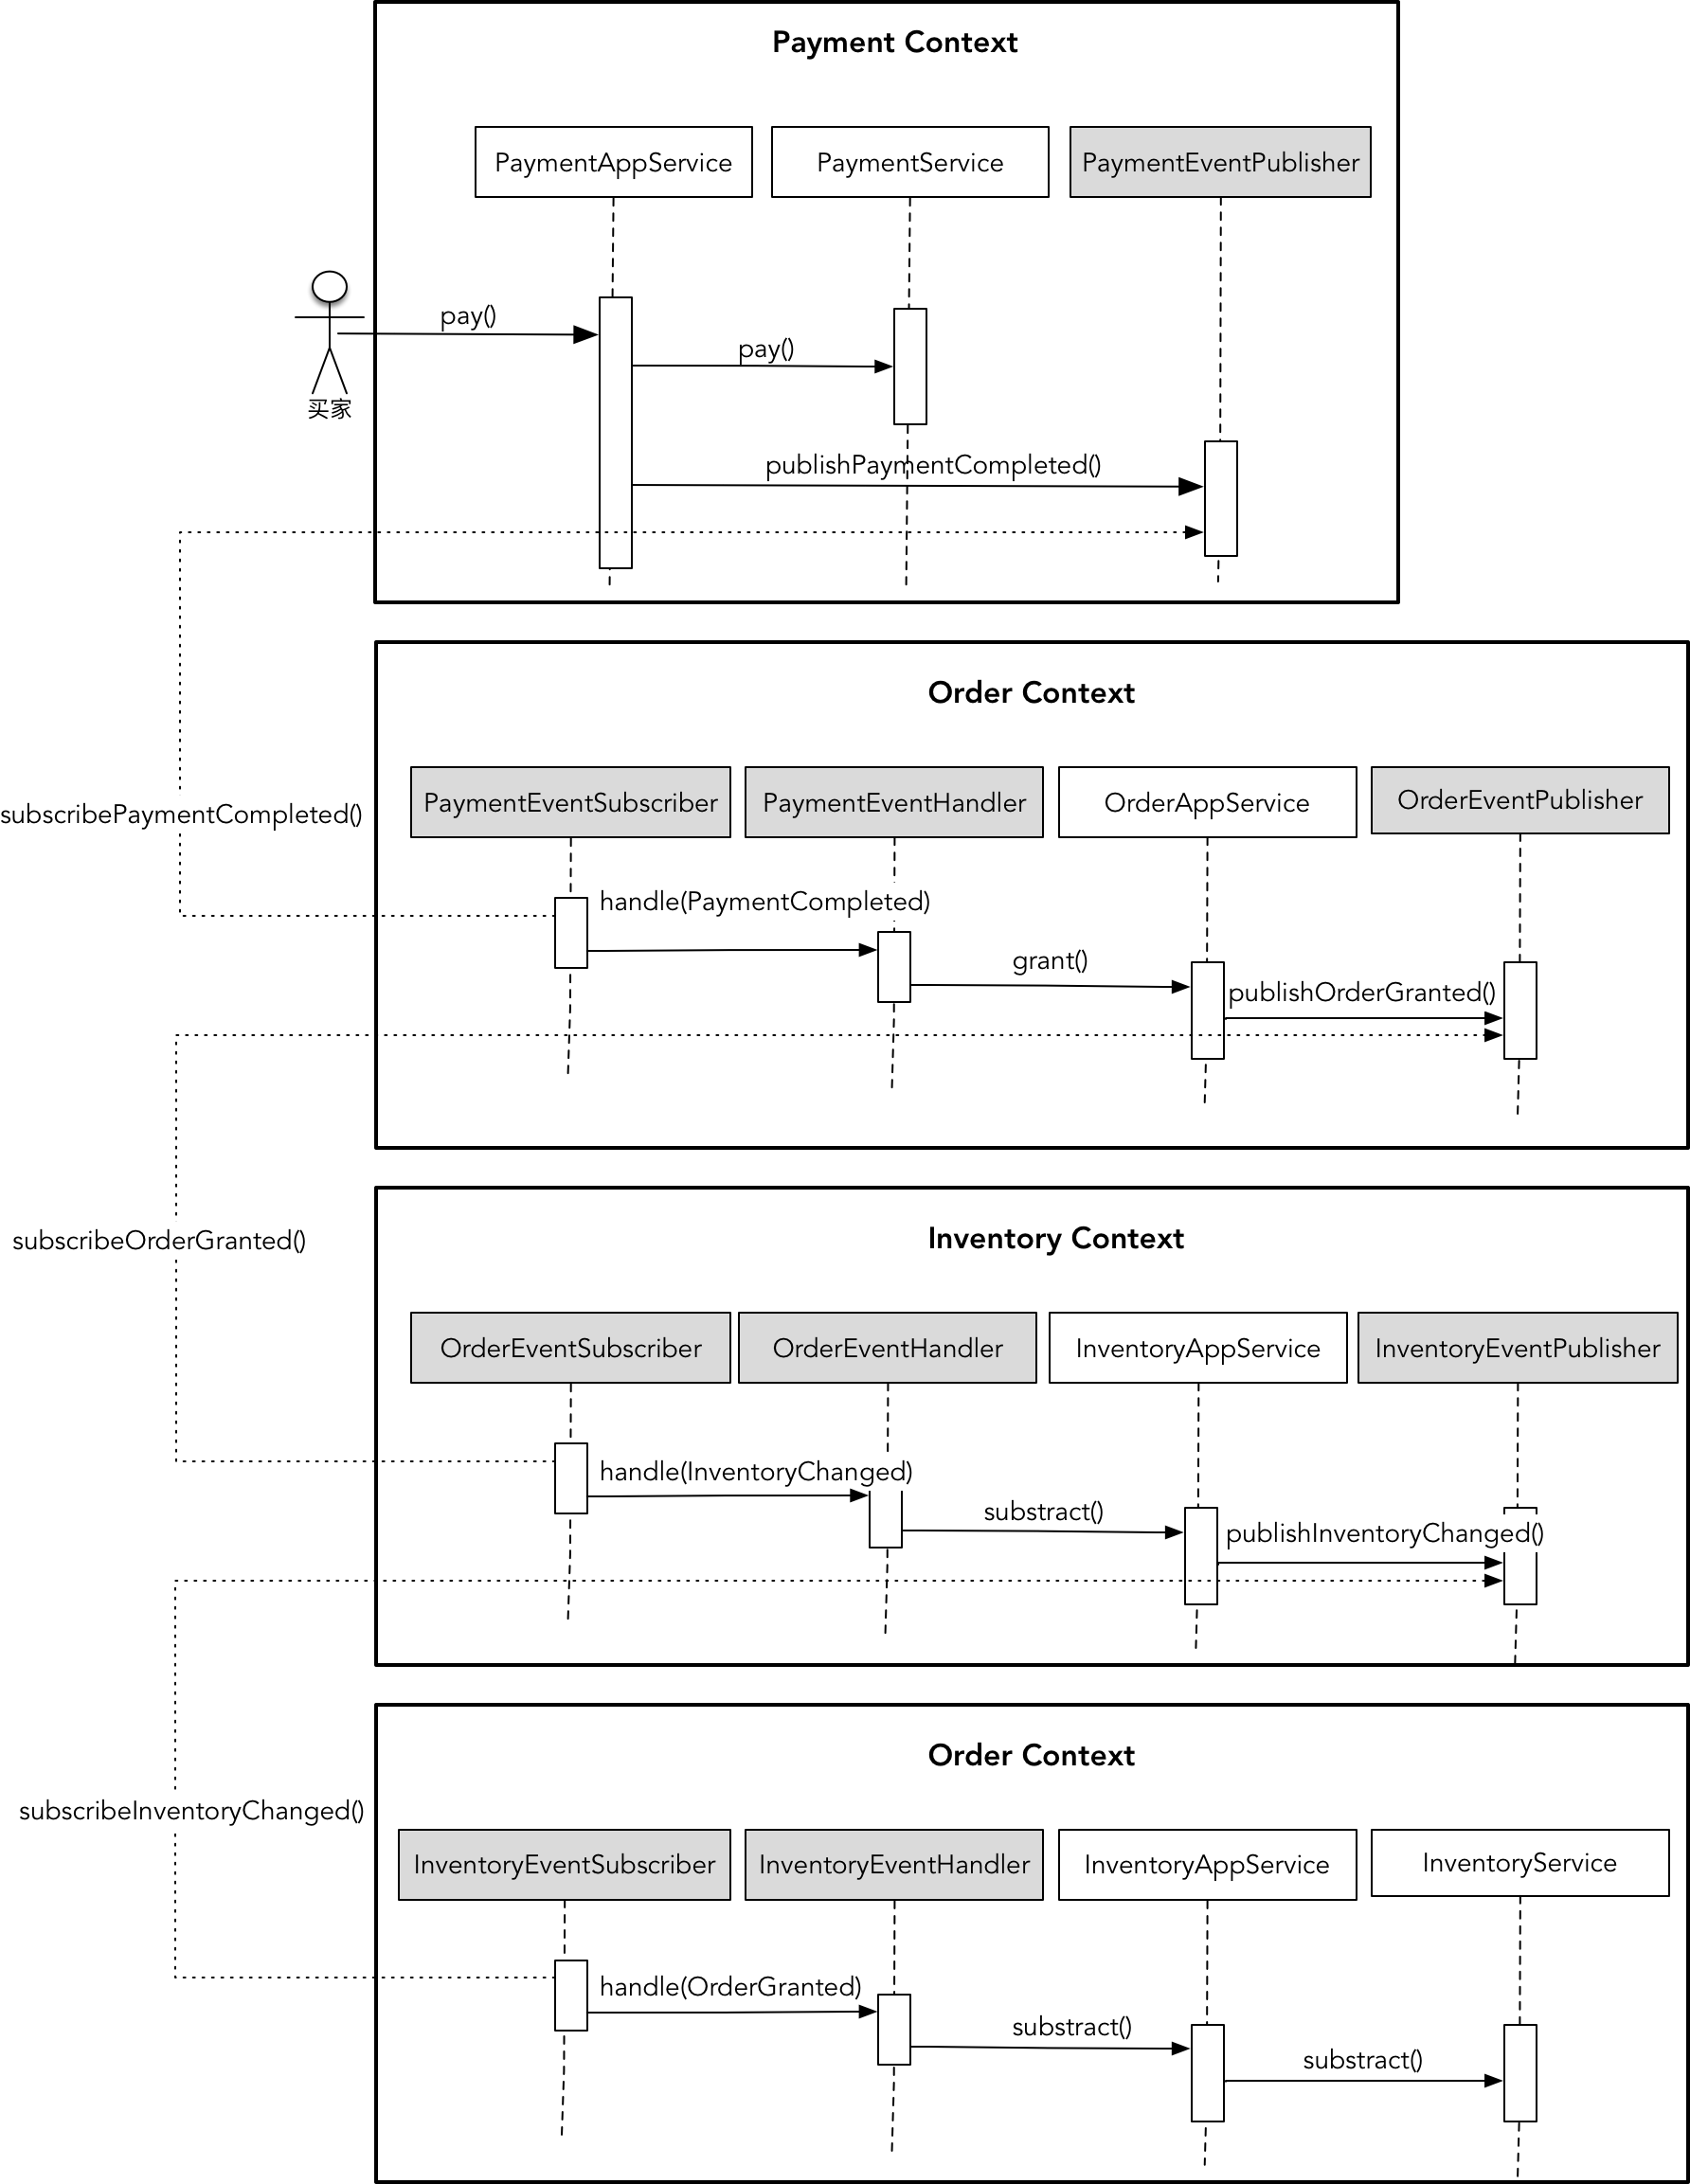 Payment Context
PaymentAppService
PaymentService
PaymentEventPublisher
pay()
pay()
买家
publishPaymentCompleted()
Order Context
PaymentEventSubscriber
PaymentEventHandler
OrderAppService
OrderEventPublisher
subscribePaymentCompleted()
handle(PaymentCompleted)
grant()
publishOrderGranted()
subscribeOrderGranted()
Inventory Context
OrderEventSubscriber
OrderEventHandler
InventoryAppService
InventoryEventPublisher
handle(InventoryChanged)
substract()
publishInventoryChanged()
Order Context
subscribeInventoryChanged()
InventoryEventSubscriber
InventoryEventHandler
InventoryAppService
InventoryService
handle(OrderGranted)
substract()
substract()